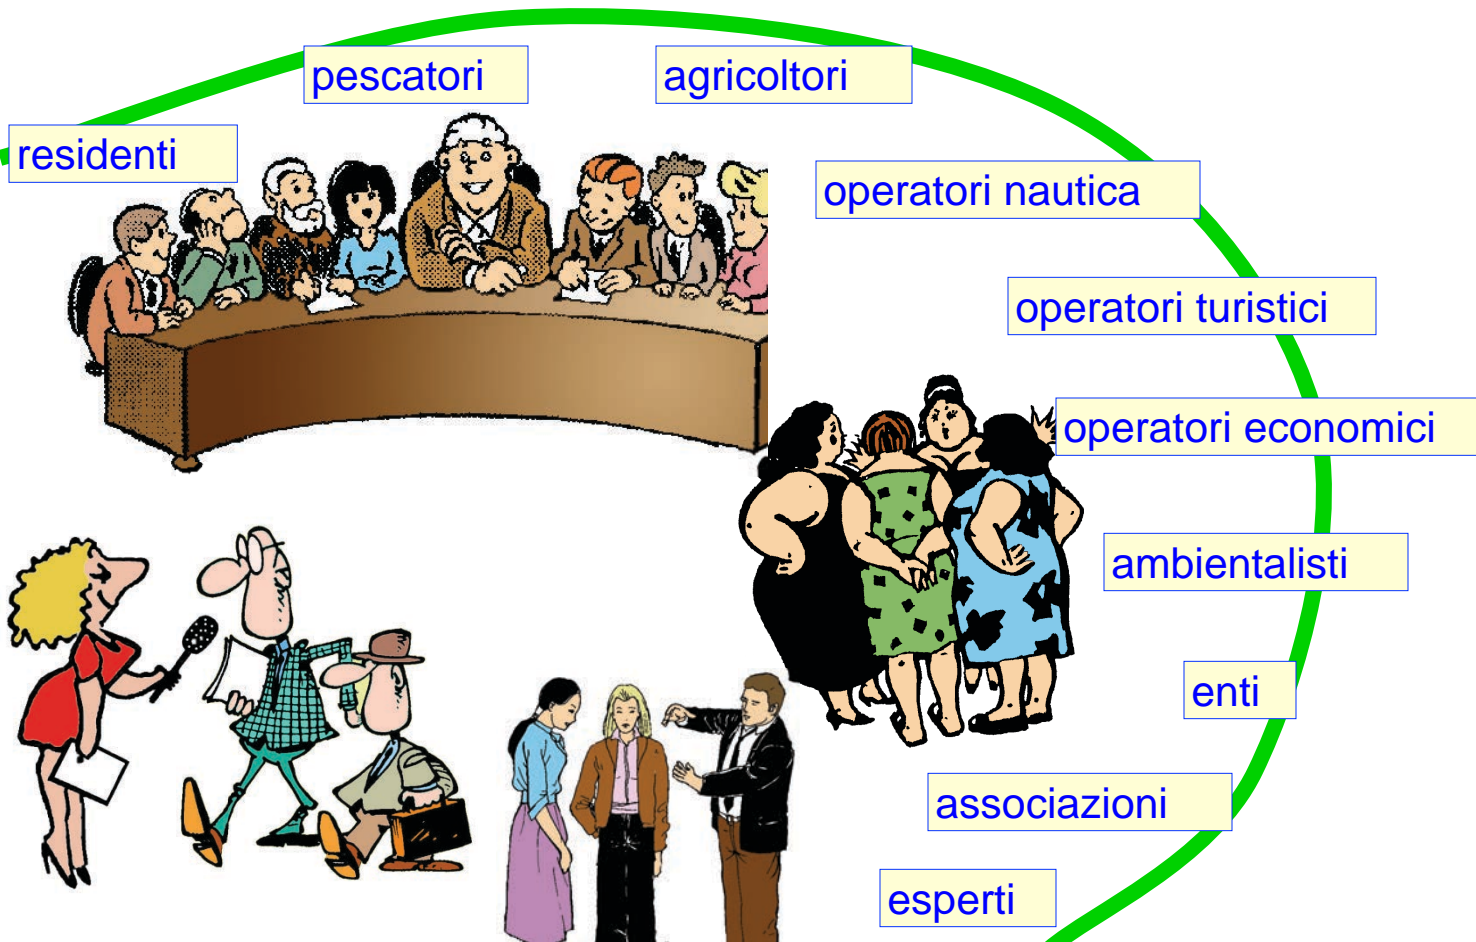 residenti
pescatori
agricoltori
operatori nautica
operatori turistici
operatori economici
ambientalisti
enti
associazioni
esperti